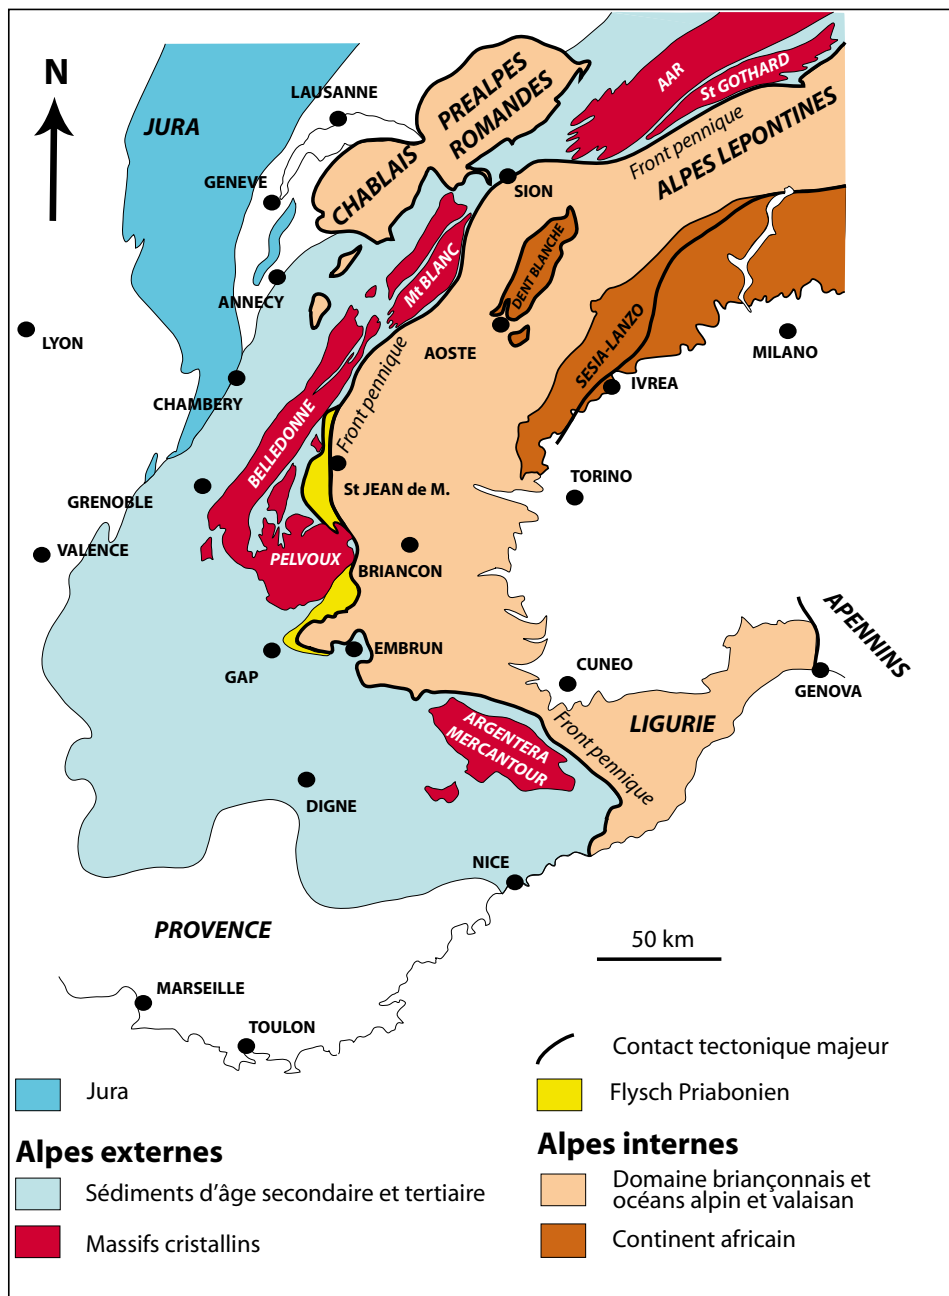 N
LAUSANNE
JURA
PREALPES
ROMANDES
AAR
St GOTHARD
Front pennique
ALPES LEPONTINES
CHABLAIS
GENEVE
SION
Mt BLANC
DENT BLANCHE
ANNECY
LYON
AOSTE
SESIA-LANZO
MILANO
IVREA
CHAMBERY
Front pennique
BELLEDONNE
St JEAN de M.
TORINO
GRENOBLE
VALENCE
PELVOUX
BRIANCON
APENNINS
EMBRUN
GAP
CUNEO
GENOVA
LIGURIE
ARGENTERA
MERCANTOUR
Front pennique
DIGNE
NICE
PROVENCE
50 km
MARSEILLE
TOULON
Contact tectonique majeur
Jura
Flysch Priabonien
Alpes externes
Alpes internes
Sédiments d'âge secondaire et tertiaire
Domaine briançonnais et
océans alpin et valaisan
Massifs cristallins
Continent africain